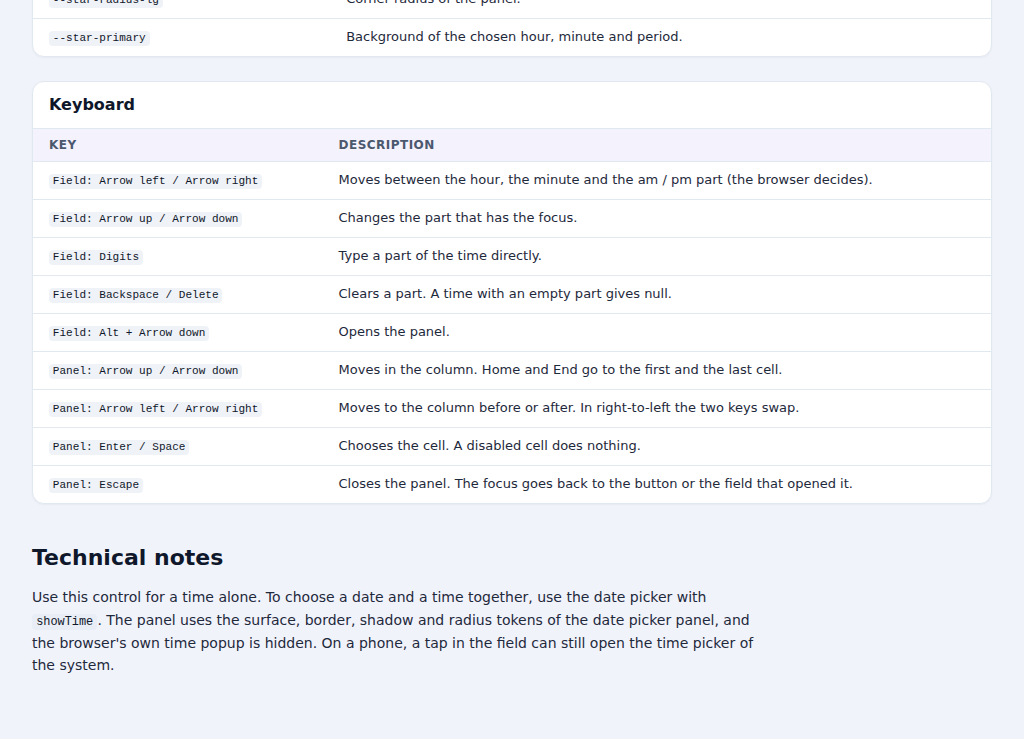 --star-radius-lg Corner radius of the panel.
--star-primary Background of the chosen hour, minute and period.
Keyboard
KEY DESCRIPTION
Field: Arrow left / Arrow right Moves between the hour, the minute and the am / pm part (the browser decides).
Field: Arrow up / Arrow down Changes the part that has the focus.
Field: Digits Type a part of the time directly.
Field: Backspace / Delete Clears a part. A time with an empty part gives null.
Field: Alt + Arrow down Opens the panel.
Panel: Arrow up / Arrow down Moves in the column. Home and End go to the first and the last cell.
Panel: Arrow left / Arrow right Moves to the column before or after. In right-to-left the two keys swap.
Panel: Enter / Space Chooses the cell. A disabled cell does nothing.
Panel: Escape Closes the panel. The focus goes back to the button or the field that opened it.
Technical notes
Use this control for a time alone. To choose a date and a time together, use the date picker with
showTime. The panel uses the surface, border, shadow and radius tokens of the date picker panel, and
the browser's own time popup is hidden. On a phone, a tap in the field can still open the time picker of
the system.